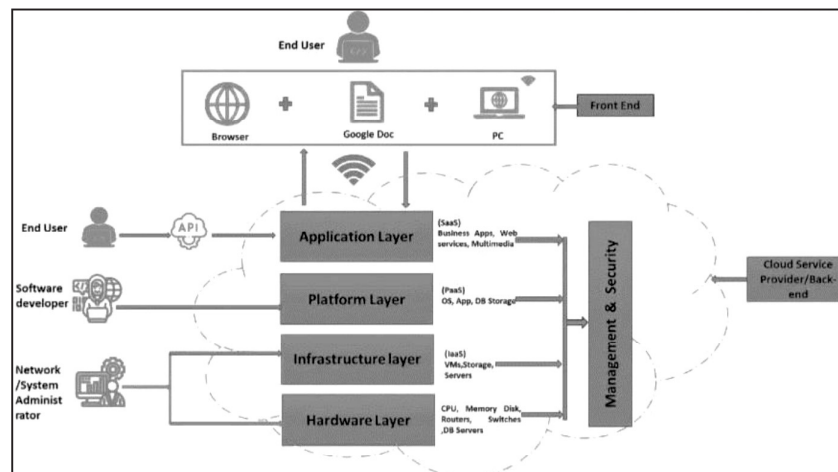 End User
Browser
Google Doc
PC
Front End
End User
API
Application Layer
(SaaS)
Business Apps, Web
services, Multimedia
Software
developer
Platform Layer
(PaaS)
OS, App, DB Storage
Network
/System
Administ
rator
Infrastructure layer
(IaaS)
VMs,Storage,
Servers
Hardware Layer
CPU, Memory Disk,
Routers, Switches
,DB Servers
Management & Security
Cloud Service
Provider/Back-
end